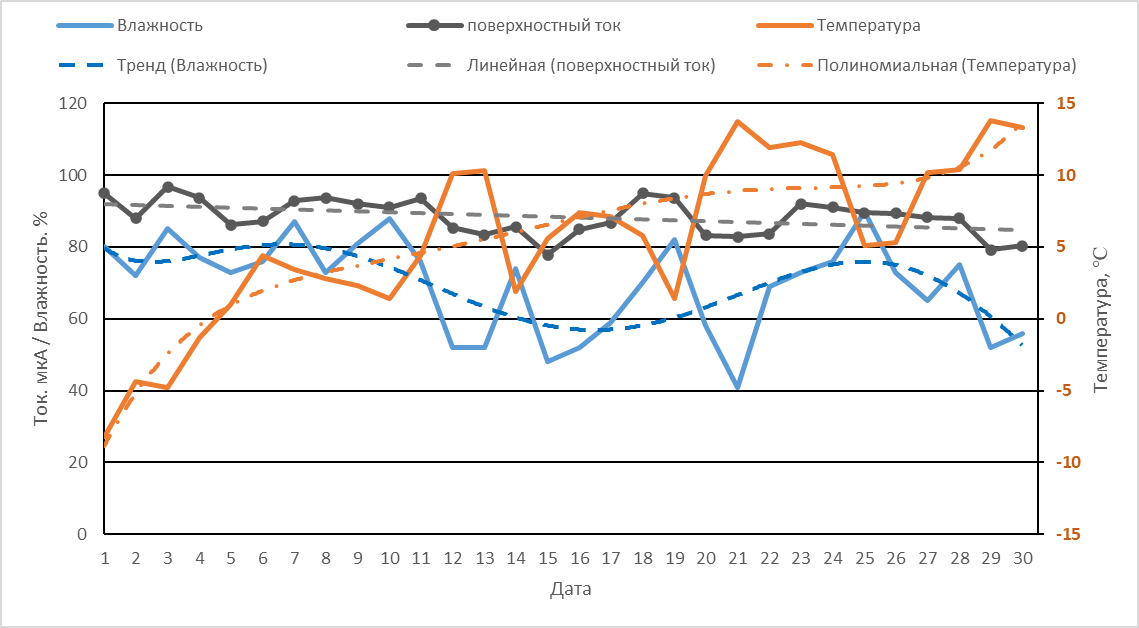 Влажность поверхностный ток Температура
Тренд (Влажность) Линейная (поверхностный ток) Полиномиальная (Температура)
120 15
100 10
80 5
60 0
40 -5
20 -10
0 -15
Ток. мкА / Влажность. %
Температура, °С
1 2 3 4 5 6 7 8 9 10 11 12 13 14 15 16 17 18 19 20 21 22 23 24 25 26 27 28 29 30
Дата